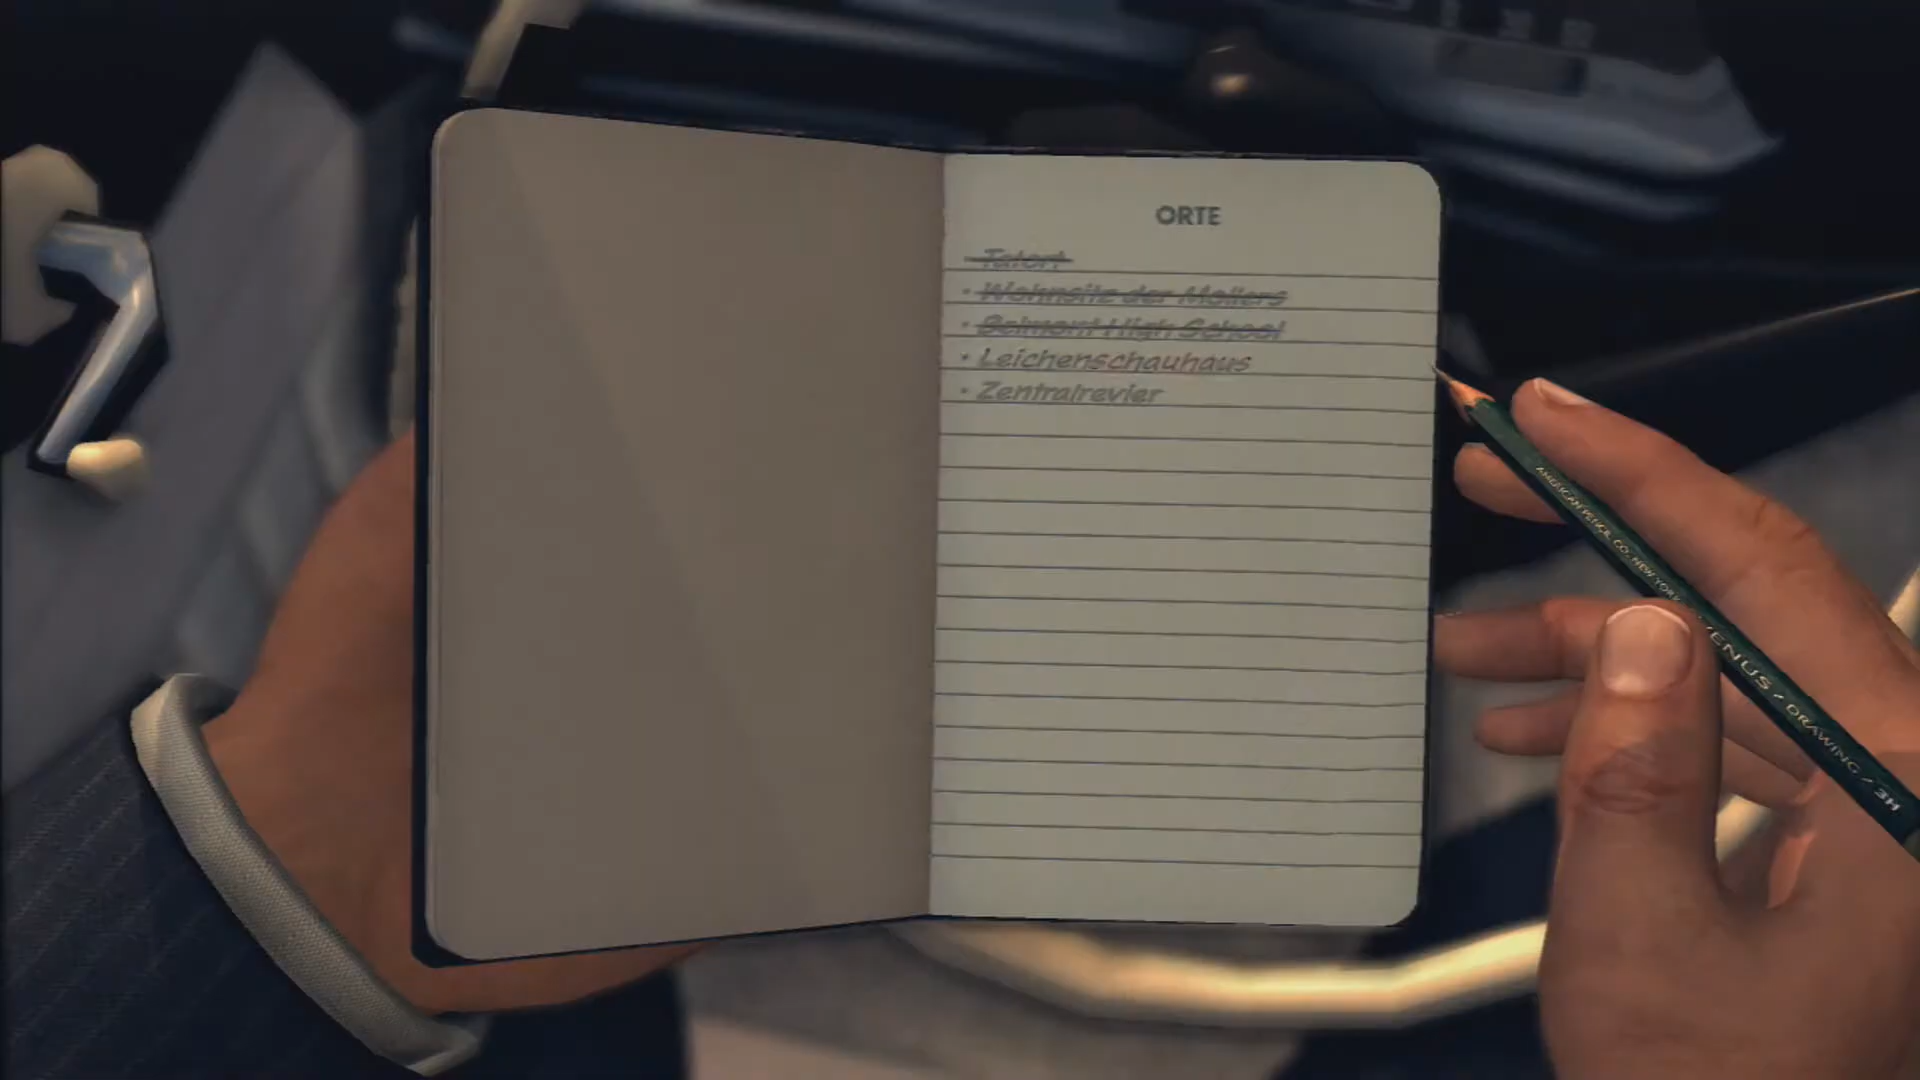 ORTE
Tatort
• Wohnsitz der Mollers
• Belmont High School
• Leichenschauhaus
• Zentralrevier
AMERICAN PENCIL CO. NEW YORK VENUS / DRAWING / 3H